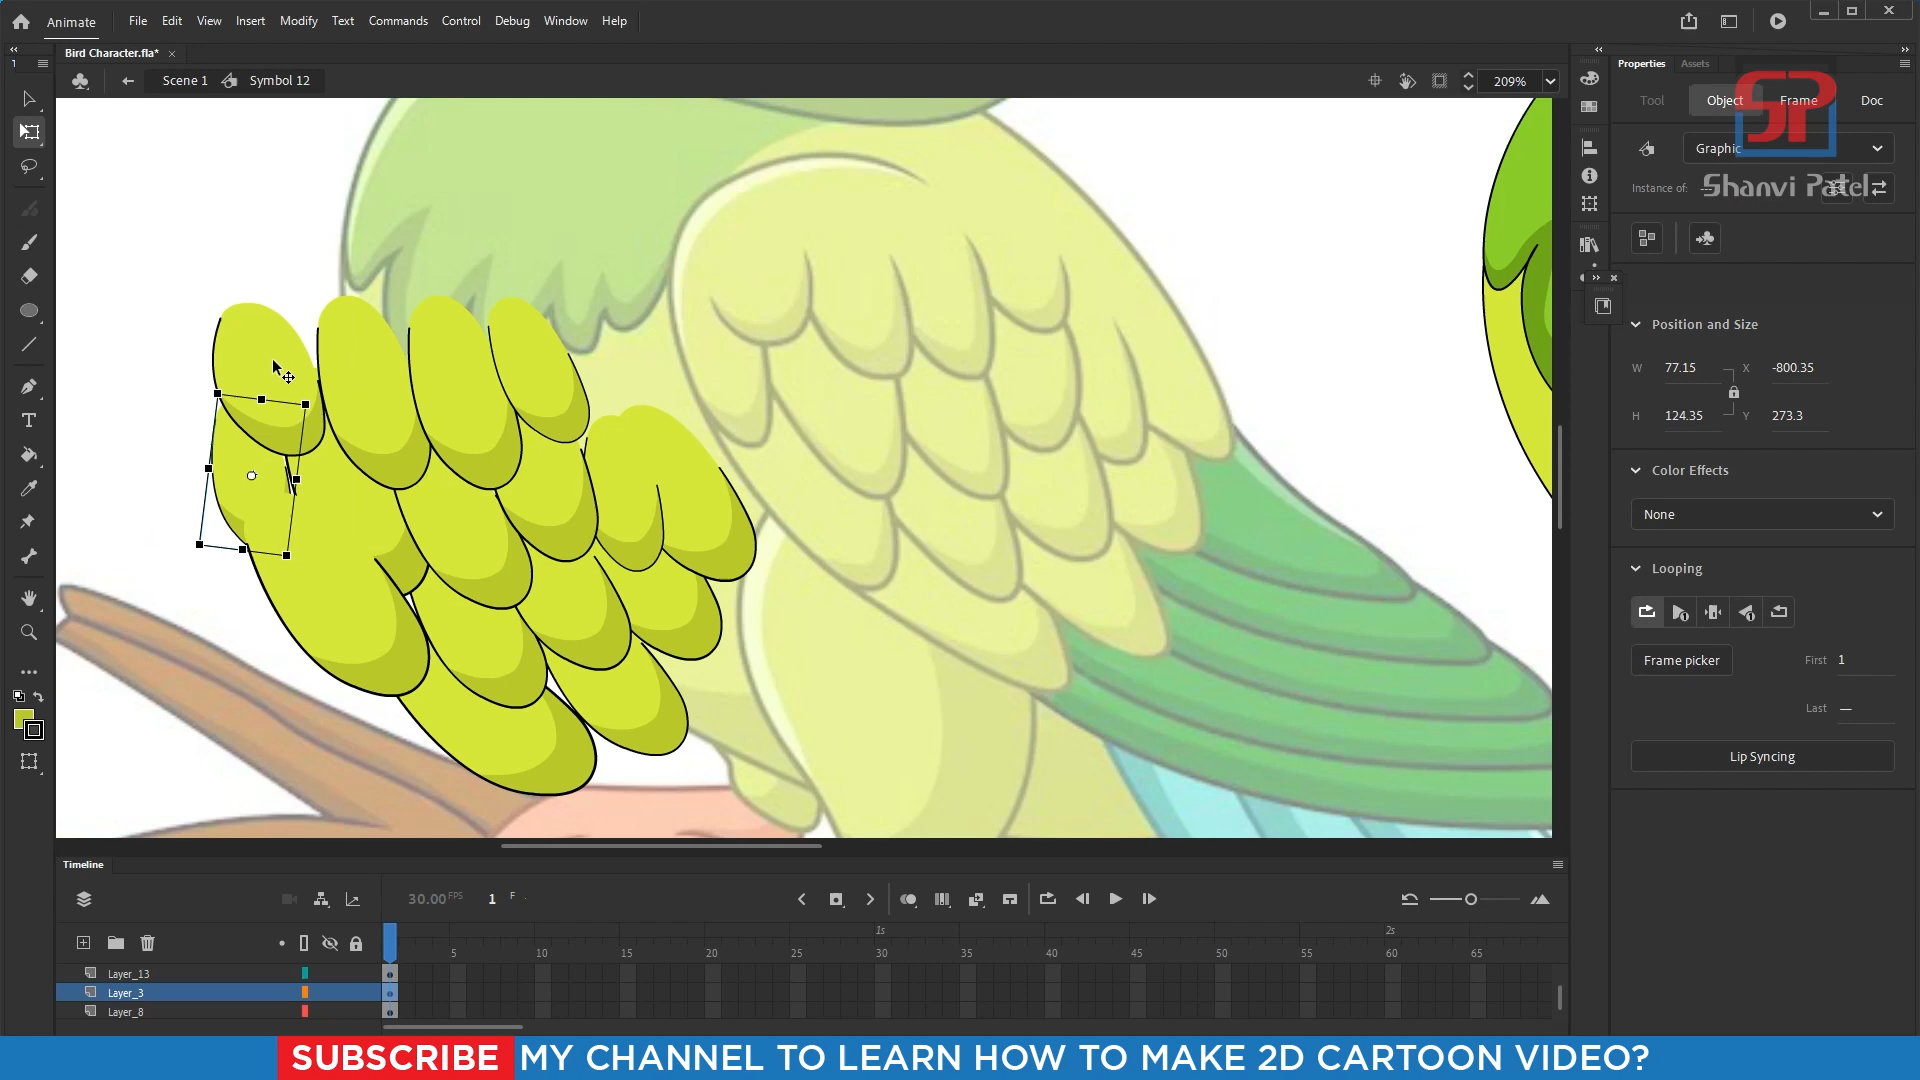 Animate
File Edit View Insert Modify Text Commands Control Debug Window Help
Bird Character.fla*
Scene 1 Symbol 12
209%
Properties Assets
Tool Object Frame Doc
SP
Graphic
Instance of:
Shanvi Patel
Position and Size
W 77.15 X -800.35
H 124.35 Y 273.3
Color Effects
None
Looping
Frame picker First 1
Last —
Lip Syncing
Timeline
30.00 FPS 1 F
1s 2s
5 10 15 20 25 30 35 40 45 50 55 60 65
Layer_13
Layer_3
Layer_8
SUBSCRIBE MY CHANNEL TO LEARN HOW TO MAKE 2D CARTOON VIDEO?